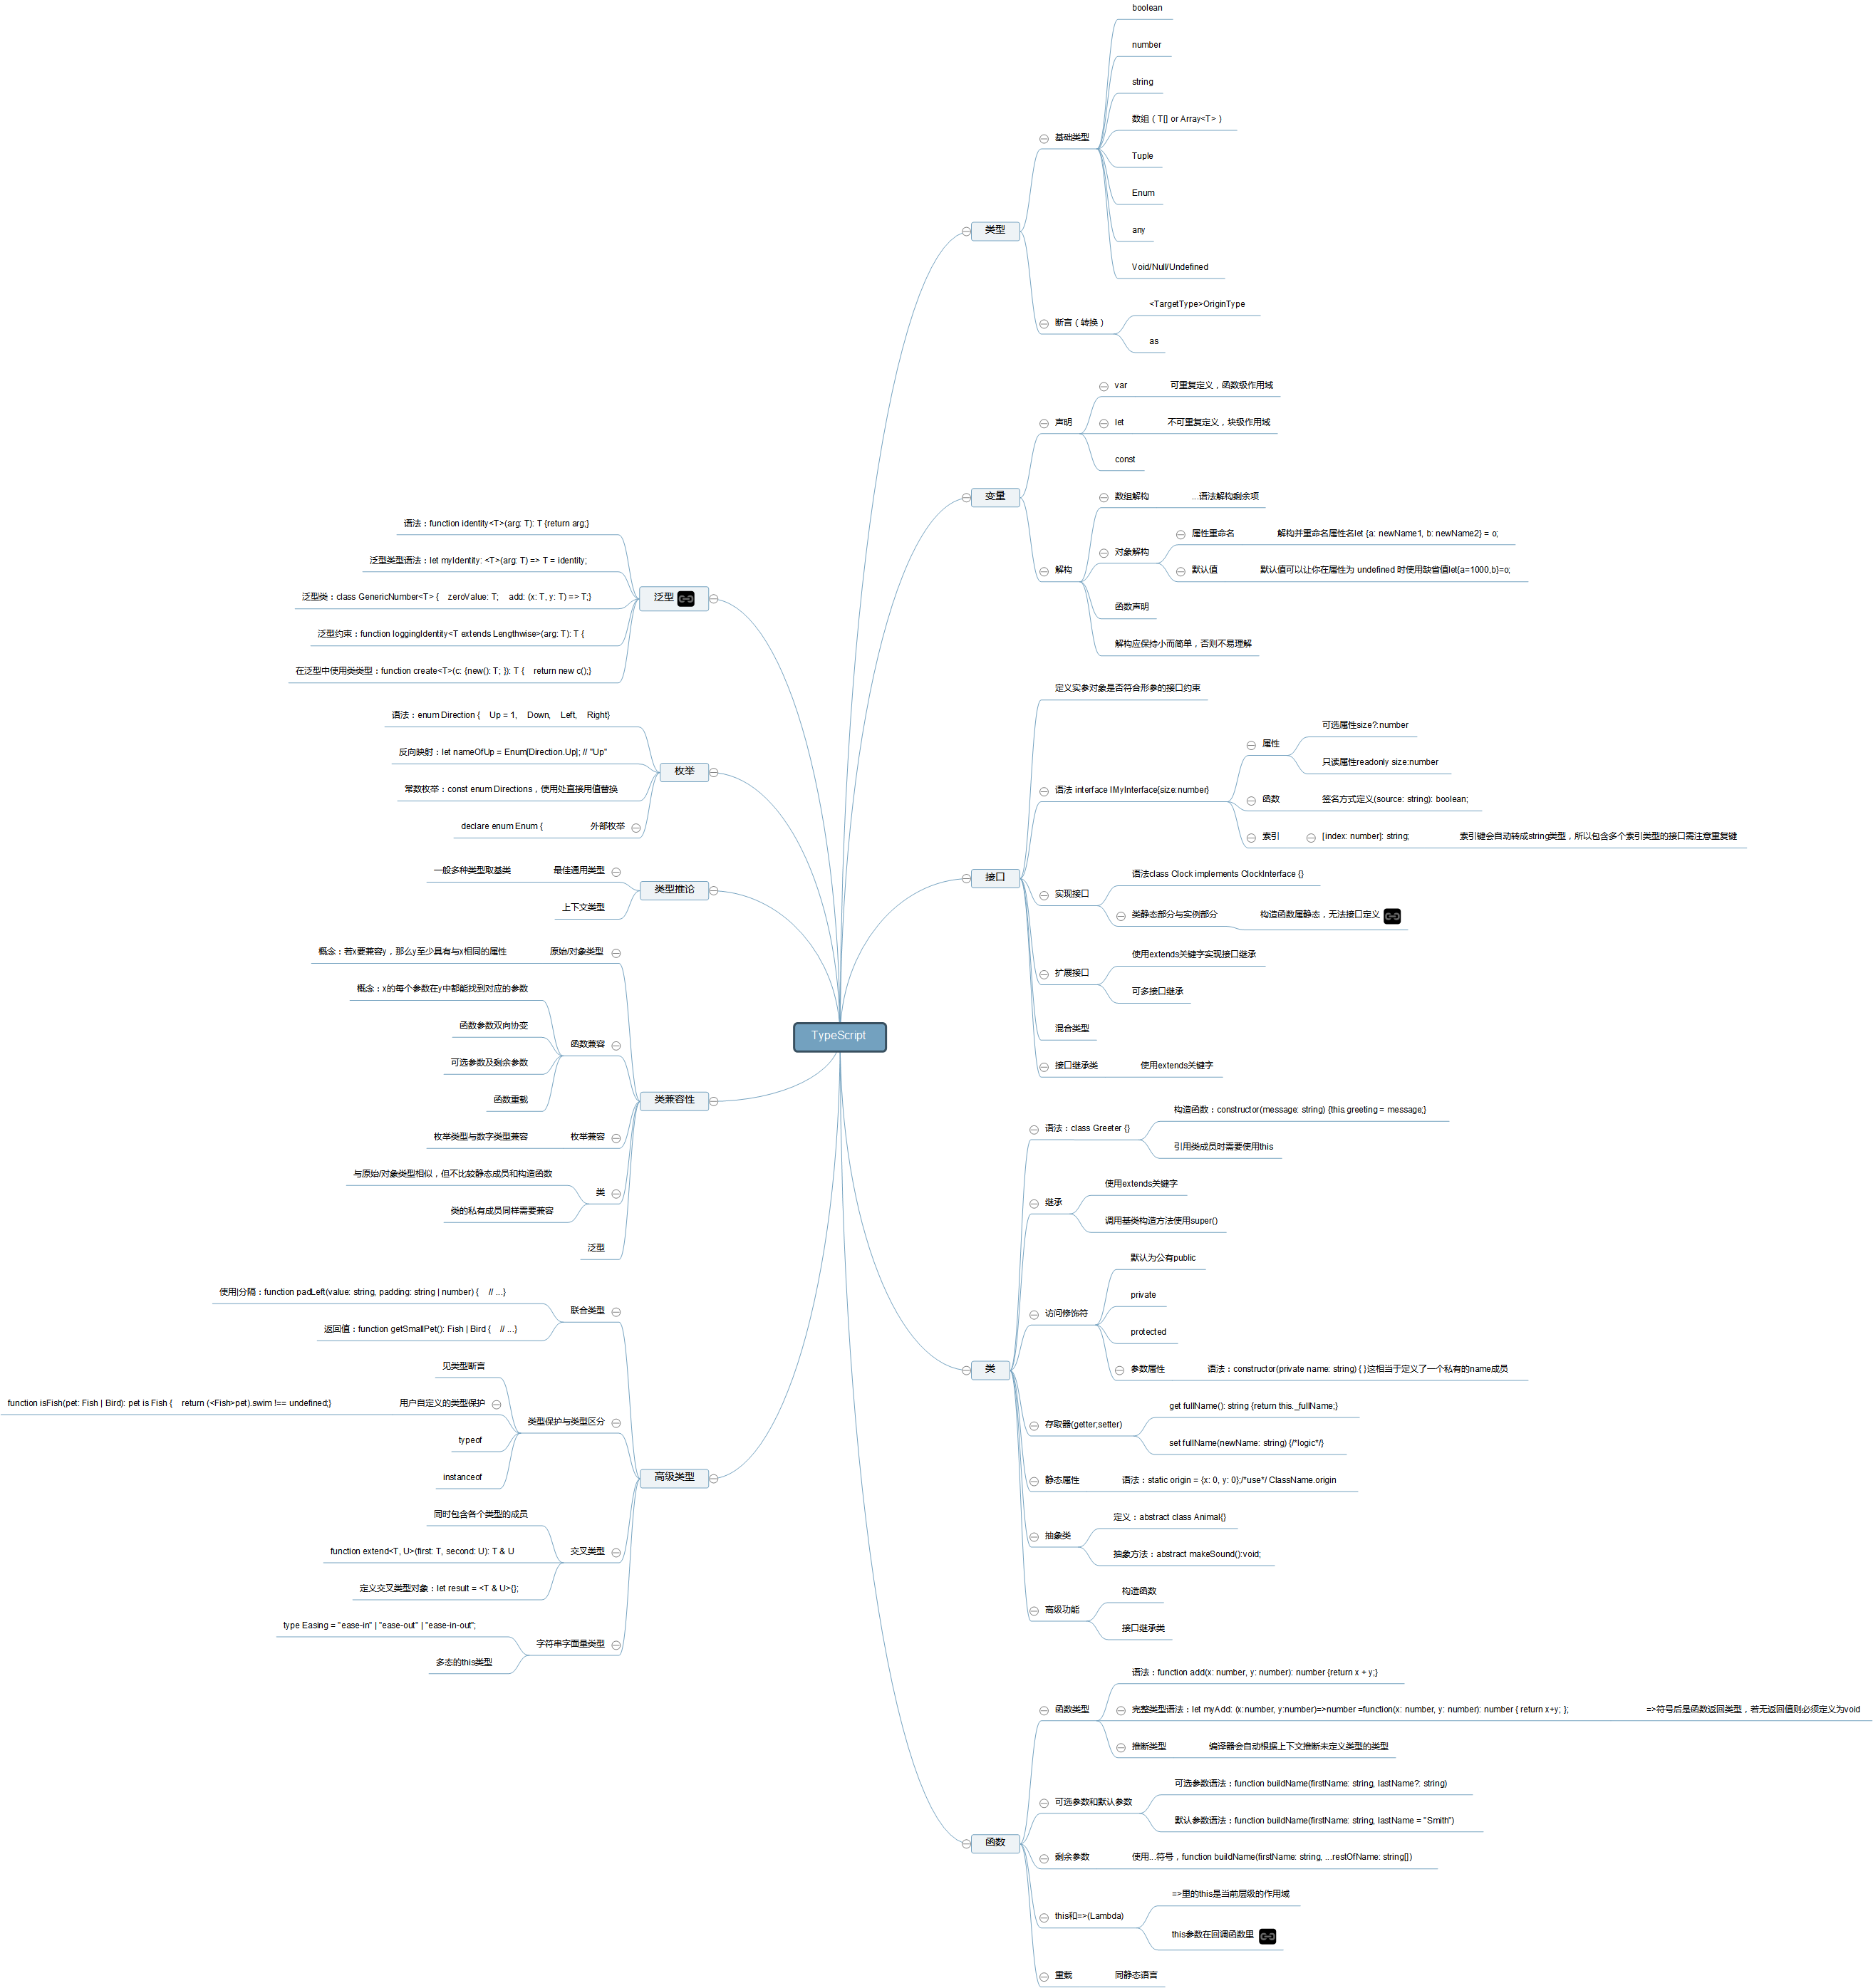 TypeScript
类型
基础类型
boolean
number
string
数组（T[] or Array<T>）
Tuple
Enum
any
Void/Null/Undefined
断言（转换）
<TargetType>OriginType
as
变量
声明
var
可重复定义，函数级作用域
let
不可重复定义，块级作用域
const
解构
数组解构
...语法解构剩余项
对象解构
属性重命名
解构并重命名属性名let {a: newName1, b: newName2} = o;
默认值
默认值可以让你在属性为 undefined 时使用缺省值let{a=1000,b}=o;
函数声明
解构应保持小而简单，否则不易理解
接口
定义实参对象是否符合形参的接口约束
语法 interface IMyInterface{size:number}
属性
可选属性size?:number
只读属性readonly size:number
函数
签名方式定义(source: string): boolean;
索引
[index: number]: string;
索引键会自动转成string类型，所以包含多个索引类型的接口需注意重复键
实现接口
语法class Clock implements ClockInterface {}
类静态部分与实例部分
构造函数属静态，无法接口定义
扩展接口
使用extends关键字实现接口继承
可多接口继承
混合类型
接口继承类
使用extends关键字
类
语法：class Greeter {}
构造函数：constructor(message: string) {this.greeting = message;}
引用类成员时需要使用this
继承
使用extends关键字
调用基类构造方法使用super()
访问修饰符
默认为公有public
private
protected
参数属性
语法：constructor(private name: string) { }这相当于定义了一个私有的name成员
存取器(getter;setter)
get fullName(): string {return this._fullName;}
set fullName(newName: string) {/*logic*/}
静态属性
语法：static origin = {x: 0, y: 0};/*use*/ ClassName.origin
抽象类
定义：abstract class Animal{}
抽象方法：abstract makeSound():void;
高级功能
构造函数
接口继承类
函数
函数类型
语法：function add(x: number, y: number): number {return x + y;}
完整类型语法：let myAdd: (x:number, y:number)=>number =function(x: number, y: number): number { return x+y; };
=>符号后是函数返回类型，若无返回值则必须定义为void
推断类型
编译器会自动根据上下文推断未定义类型的类型
可选参数和默认参数
可选参数语法：function buildName(firstName: string, lastName?: string)
默认参数语法：function buildName(firstName: string, lastName = "Smith")
剩余参数
使用...符号，function buildName(firstName: string, ...restOfName: string[])
this和=>(Lambda)
=>里的this是当前层级的作用域
this参数在回调函数里
重载
同静态语言
泛型
语法：function identity<T>(arg: T): T {return arg;}
泛型类型语法：let myIdentity: <T>(arg: T) => T = identity;
泛型类：class GenericNumber<T> {    zeroValue: T;    add: (x: T, y: T) => T;}
泛型约束：function loggingIdentity<T extends Lengthwise>(arg: T): T {
在泛型中使用类类型：function create<T>(c: {new(): T; }): T {    return new c();}
枚举
语法：enum Direction {    Up = 1,    Down,    Left,    Right}
反向映射：let nameOfUp = Enum[Direction.Up]; // "Up"
常数枚举：const enum Directions，使用处直接用值替换
外部枚举
declare enum Enum {
类型推论
最佳通用类型
一般多种类型取基类
上下文类型
类兼容性
原始/对象类型
概念：若x要兼容y，那么y至少具有与x相同的属性
函数兼容
概念：x的每个参数在y中都能找到对应的参数
函数参数双向协变
可选参数及剩余参数
函数重载
枚举兼容
枚举类型与数字类型兼容
类
与原始/对象类型相似，但不比较静态成员和构造函数
类的私有成员同样需要兼容
泛型
高级类型
联合类型
使用|分隔：function padLeft(value: string, padding: string | number) {    // ...}
返回值：function getSmallPet(): Fish | Bird {    // ...}
类型保护与类型区分
见类型断言
用户自定义的类型保护
function isFish(pet: Fish | Bird): pet is Fish {    return (<Fish>pet).swim !== undefined;}
typeof
instanceof
交叉类型
同时包含各个类型的成员
function extend<T, U>(first: T, second: U): T & U
定义交叉类型对象：let result = <T & U>{};
字符串字面量类型
type Easing = "ease-in" | "ease-out" | "ease-in-out";
多态的this类型